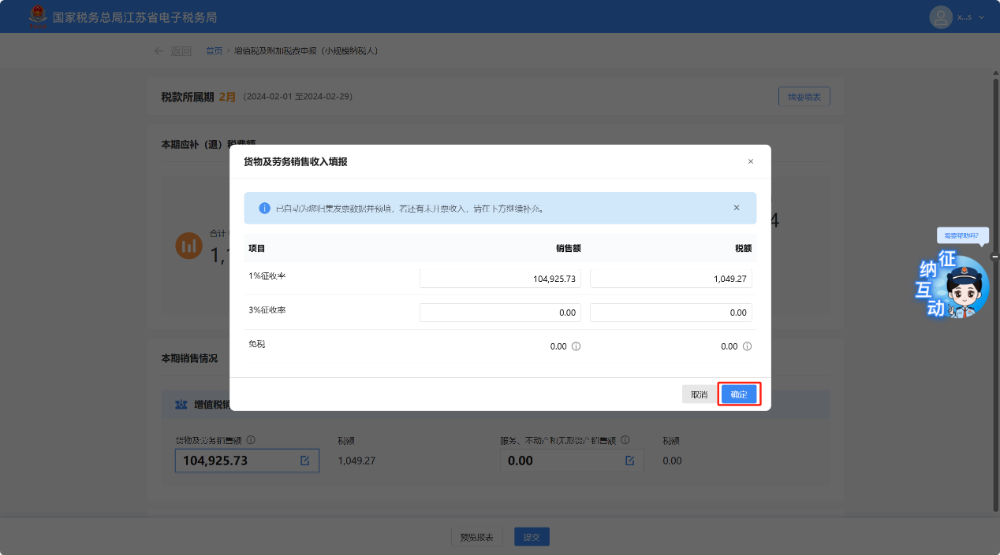 国家税务总局江苏省电子税务局
x...s
返回 首页 › 增值税及附加税费申报（小规模纳税人）
税款所属期 2月 （2024-02-01 至2024-02-29）
我要填表
本期应补（退）税费额
货物及劳务销售收入填报
已自动为您归集发票数据并预填，若还有未开票收入，请在下方继续补充。
项目 销售额 税额
1%征收率 104,925.73 1,049.27
3%征收率 0.00 0.00
免税 0.00 0.00
取消 确定
合计
1,
4
需要帮助吗?
征纳互动
本期销售情况
增值税销
货物及劳务销售额 税额 服务、不动产和无形资产销售额 税额
104,925.73 1,049.27 0.00 0.00
预览报表 提交